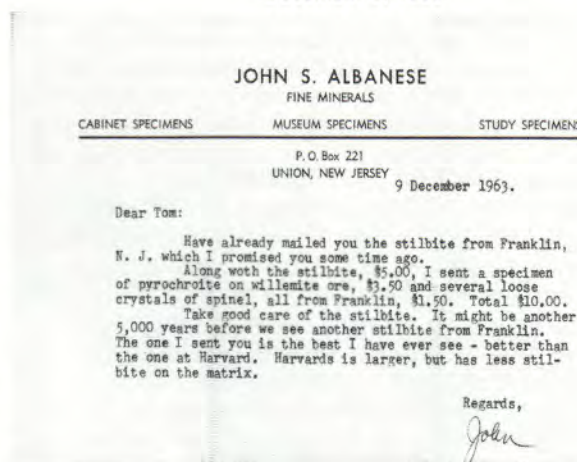 JOHN S. ALBANESE
FINE MINERALS
CABINET SPECIMENS MUSEUM SPECIMENS STUDY SPECIMENS
P. O. Box 221
UNION, NEW JERSEY
9 December 1963.
Dear Tom:
Have already mailed you the stilbite from Franklin,
N. J. which I promised you some time ago.
Along woth the stilbite, $5.00, I sent a specimen
of pyrochroite on willemite ore, $3.50 and several loose
crystals of spinel, all from Franklin, $1.50. Total $10.00.
Take good care of the stilbite. It might be another
5,000 years before we see another stilbite from Franklin.
The one I sent you is the best I have ever see - better than
the one at Harvard. Harvards is larger, but has less stil-
bite on the matrix.
Regards,
John